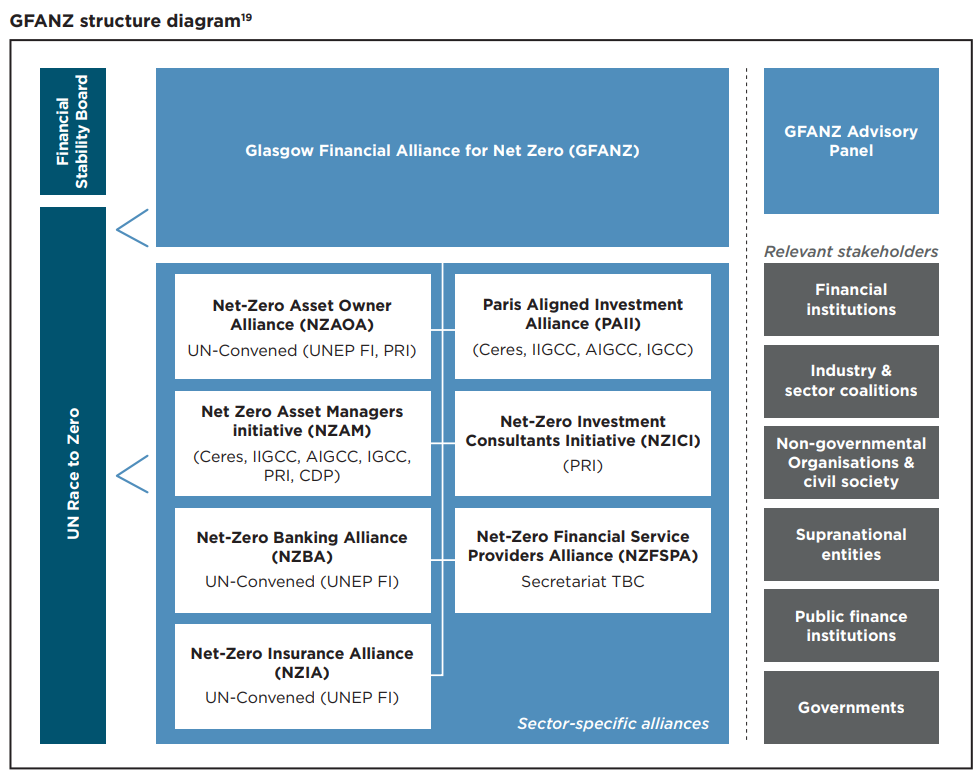 GFANZ structure diagram19
Financial
Stability Board
UN Race to Zero
Glasgow Financial Alliance for Net Zero (GFANZ)
Net-Zero Asset Owner
Alliance (NZAOA)
UN-Convened (UNEP FI, PRI)
Net Zero Asset Managers
initiative (NZAM)
(Ceres, IIGCC, AIGCC, IGCC,
PRI, CDP)
Net-Zero Banking Alliance
(NZBA)
UN-Convened (UNEP FI)
Net-Zero Insurance Alliance
(NZIA)
UN-Convened (UNEP FI)
Paris Aligned Investment
Alliance (PAII)
(Ceres, IIGCC, AIGCC, IGCC)
Net-Zero Investment
Consultants Initiative (NZICI)
(PRI)
Net-Zero Financial Service
Providers Alliance (NZFSPA)
Secretariat TBC
Sector-specific alliances
GFANZ Advisory
Panel
Relevant stakeholders
Financial
institutions
Industry &
sector coalitions
Non-governmental
Organisations &
civil society
Supranational
entities
Public finance
institutions
Governments